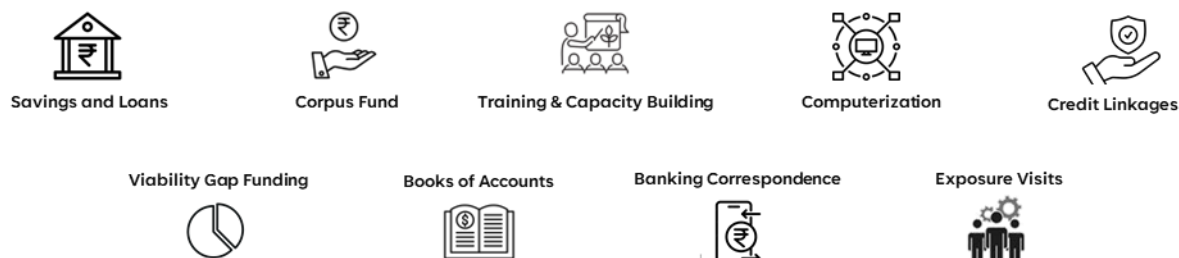 Savings and Loans
Corpus Fund
Training & Capacity Building
Computerization
Credit Linkages
Viability Gap Funding
Books of Accounts
Banking Correspondence
Exposure Visits